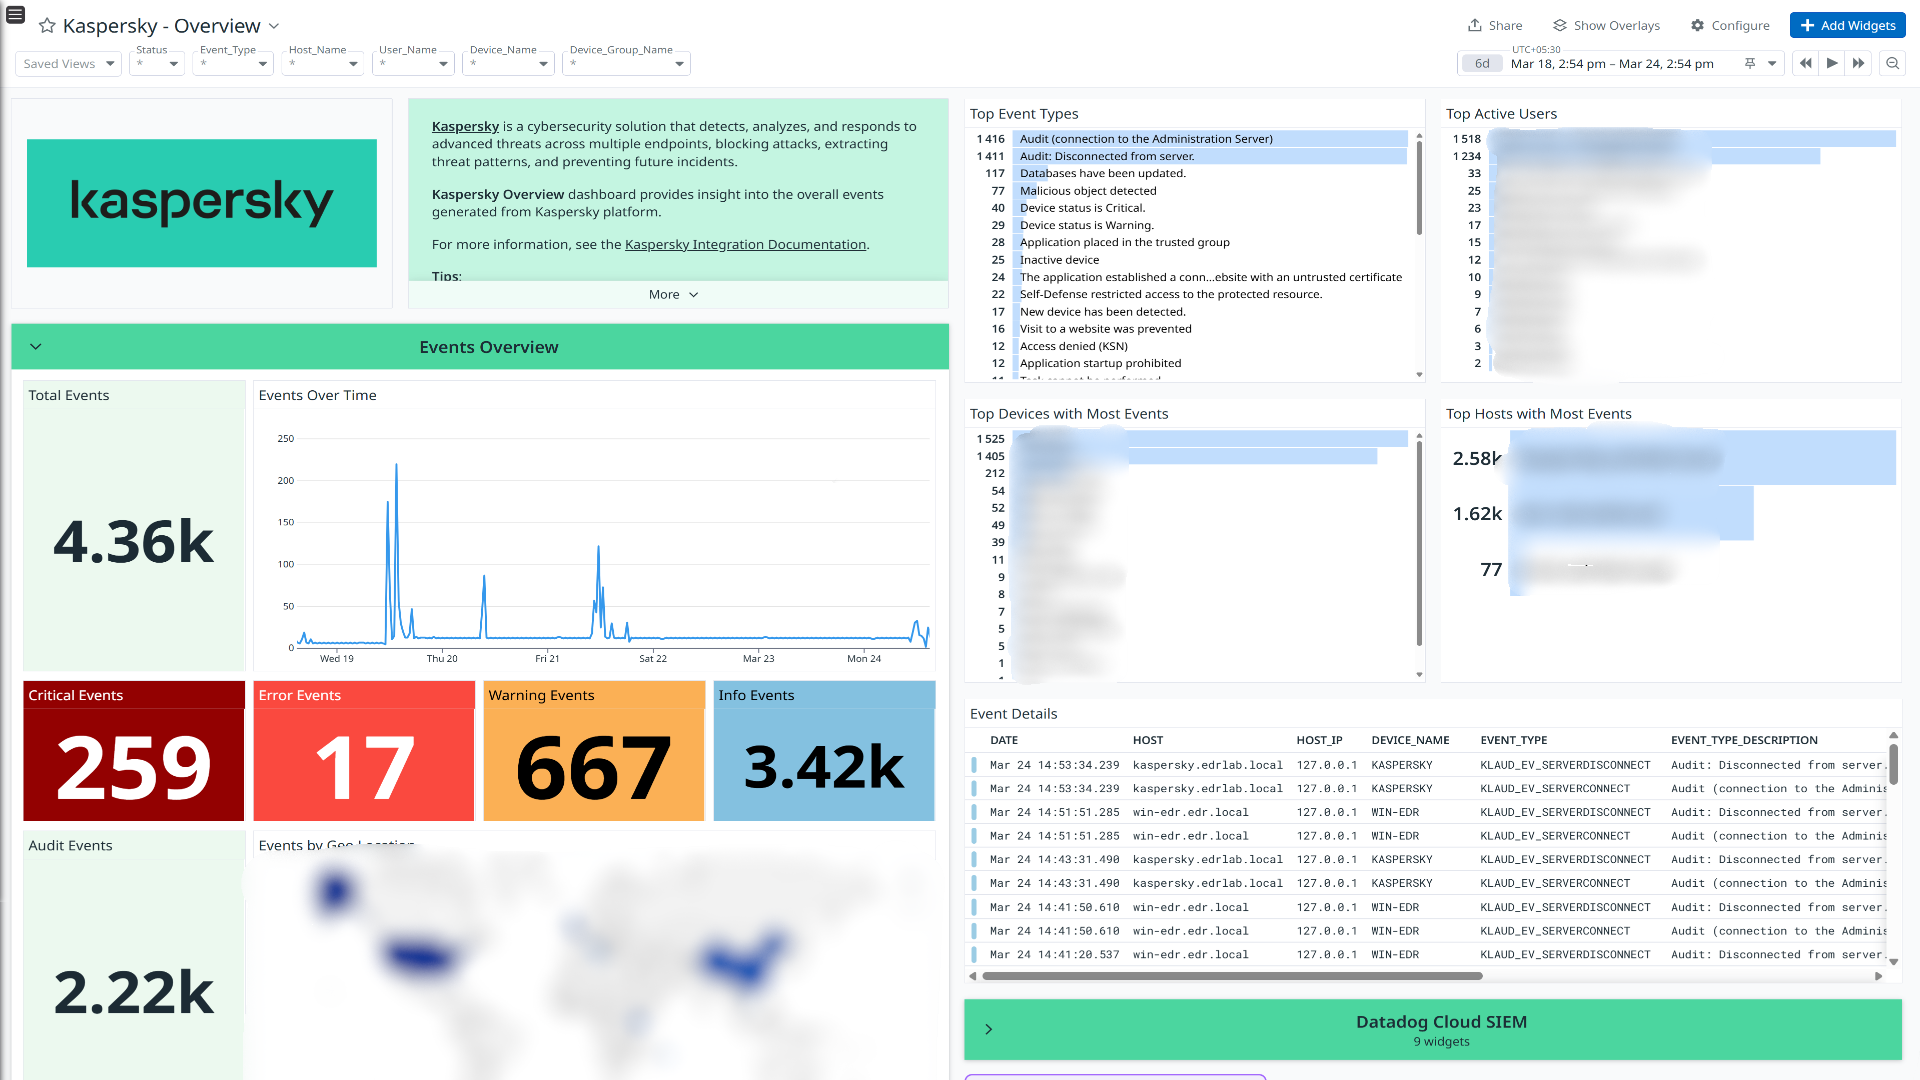 Kaspersky - Overview
Share
Show Overlays
Configure
Add Widgets
Saved Views
Status
*
Event_Type
*
Host_Name
*
User_Name
*
Device_Name
*
Device_Group_Name
*
UTC+05:30
6d
Mar 18, 2:54 pm – Mar 24, 2:54 pm
kaspersky
Kaspersky is a cybersecurity solution that detects, analyzes, and responds to
advanced threats across multiple endpoints, blocking attacks, extracting
threat patterns, and preventing future incidents.
Kaspersky Overview dashboard provides insight into the overall events
generated from Kaspersky platform.
For more information, see the Kaspersky Integration Documentation.
Tips:
More
Events Overview
Total Events
4.36k
Events Over Time
250
200
150
100
50
0
Wed 19
Thu 20
Fri 21
Sat 22
Mar 23
Mon 24
Critical Events
259
Error Events
17
Warning Events
667
Info Events
3.42k
Audit Events
2.22k
Events by Geo Location
Top Event Types
1 416 Audit (connection to the Administration Server)
1 411 Audit: Disconnected from server.
117 Databases have been updated.
77 Malicious object detected
40 Device status is Critical.
29 Device status is Warning.
28 Application placed in the trusted group
25 Inactive device
24 The application established a conn...ebsite with an untrusted certificate
22 Self-Defense restricted access to the protected resource.
17 New device has been detected.
16 Visit to a website was prevented
12 Access denied (KSN)
12 Application startup prohibited
Top Active Users
1 518
1 234
33
25
23
17
15
12
10
9
7
6
3
2
Top Devices with Most Events
1 525
1 405
212
54
52
49
39
11
9
8
7
5
5
1
Top Hosts with Most Events
2.58k
1.62k
77
Event Details
DATE HOST HOST_IP DEVICE_NAME EVENT_TYPE EVENT_TYPE_DESCRIPTION
Mar 24 14:53:34.239 kaspersky.edrlab.local 127.0.0.1 KASPERSKY KLAUD_EV_SERVERDISCONNECT Audit: Disconnected from server.
Mar 24 14:53:34.239 kaspersky.edrlab.local 127.0.0.1 KASPERSKY KLAUD_EV_SERVERCONNECT Audit (connection to the Adminis
Mar 24 14:51:51.285 win-edr.edr.local 127.0.0.1 WIN-EDR KLAUD_EV_SERVERDISCONNECT Audit: Disconnected from server.
Mar 24 14:51:51.285 win-edr.edr.local 127.0.0.1 WIN-EDR KLAUD_EV_SERVERCONNECT Audit (connection to the Adminis
Mar 24 14:43:31.490 kaspersky.edrlab.local 127.0.0.1 KASPERSKY KLAUD_EV_SERVERDISCONNECT Audit: Disconnected from server.
Mar 24 14:43:31.490 kaspersky.edrlab.local 127.0.0.1 KASPERSKY KLAUD_EV_SERVERCONNECT Audit (connection to the Adminis
Mar 24 14:41:50.610 win-edr.edr.local 127.0.0.1 WIN-EDR KLAUD_EV_SERVERDISCONNECT Audit: Disconnected from server.
Mar 24 14:41:50.610 win-edr.edr.local 127.0.0.1 WIN-EDR KLAUD_EV_SERVERCONNECT Audit (connection to the Adminis
Mar 24 14:41:20.537 win-edr.edr.local 127.0.0.1 WIN-EDR KLAUD_EV_SERVERDISCONNECT Audit: Disconnected from server.
Datadog Cloud SIEM
9 widgets